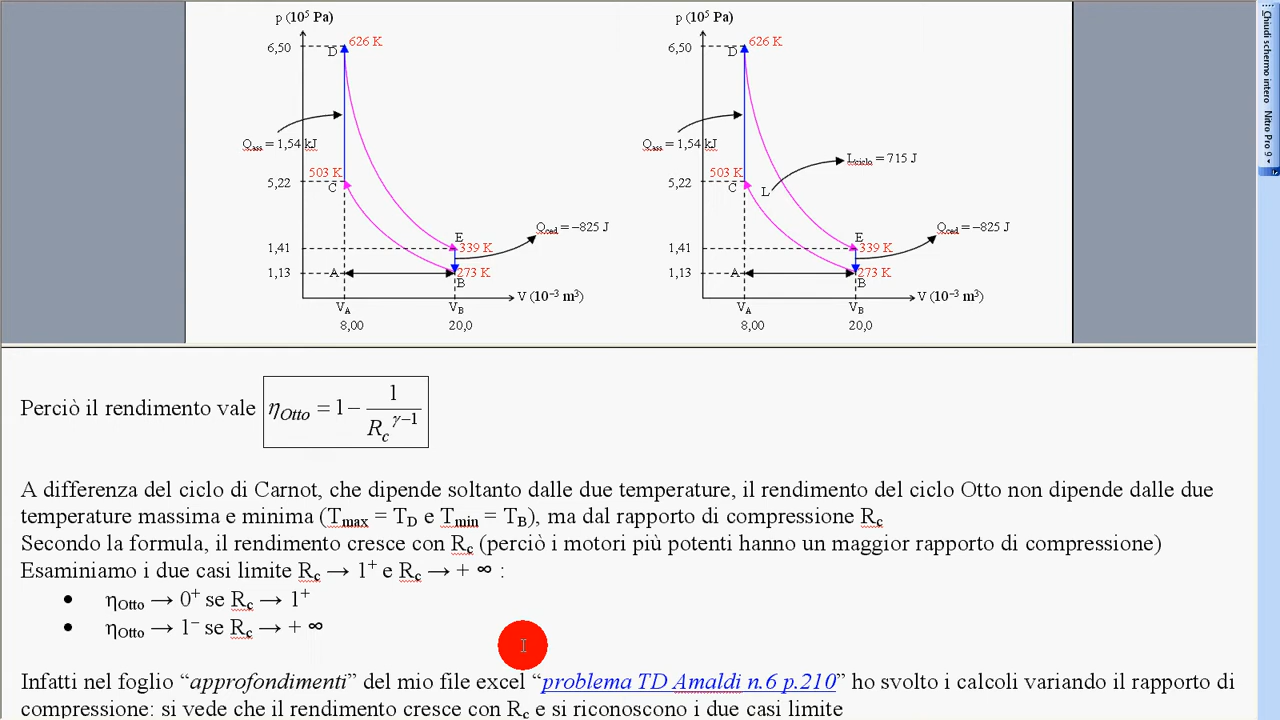 p (10⁵ Pa)
6,50
D
626 K
Qass = 1,54 kJ
503 K
5,22
C
E
Qced = −825 J
1,41
339 K
1,13
A
273 K
B
V (10⁻³ m³)
VA
VB
8,00
20,0
p (10⁵ Pa)
6,50
D
626 K
Qass = 1,54 kJ
Lciclo = 715 J
503 K
5,22
C
L
E
Qced = −825 J
1,41
339 K
1,13
A
273 K
B
V (10⁻³ m³)
VA
VB
8,00
20,0
Chiudi schermo intero Nitro Pro 9
Perciò il rendimento vale ηOtto = 1 − 1 / Rc^(γ−1)
A differenza del ciclo di Carnot, che dipende soltanto dalle due temperature, il rendimento del ciclo Otto non dipende dalle due
temperature massima e minima (Tmax = TD e Tmin = TB), ma dal rapporto di compressione Rc
Secondo la formula, il rendimento cresce con Rc (perciò i motori più potenti hanno un maggior rapporto di compressione)
Esaminiamo i due casi limite Rc → 1⁺ e Rc → + ∞ :
• ηOtto → 0⁺ se Rc → 1⁺
• ηOtto → 1⁻ se Rc → + ∞
Infatti nel foglio “approfondimenti” del mio file excel “problema TD Amaldi n.6 p.210” ho svolto i calcoli variando il rapporto di
compressione: si vede che il rendimento cresce con Rc e si riconoscono i due casi limite